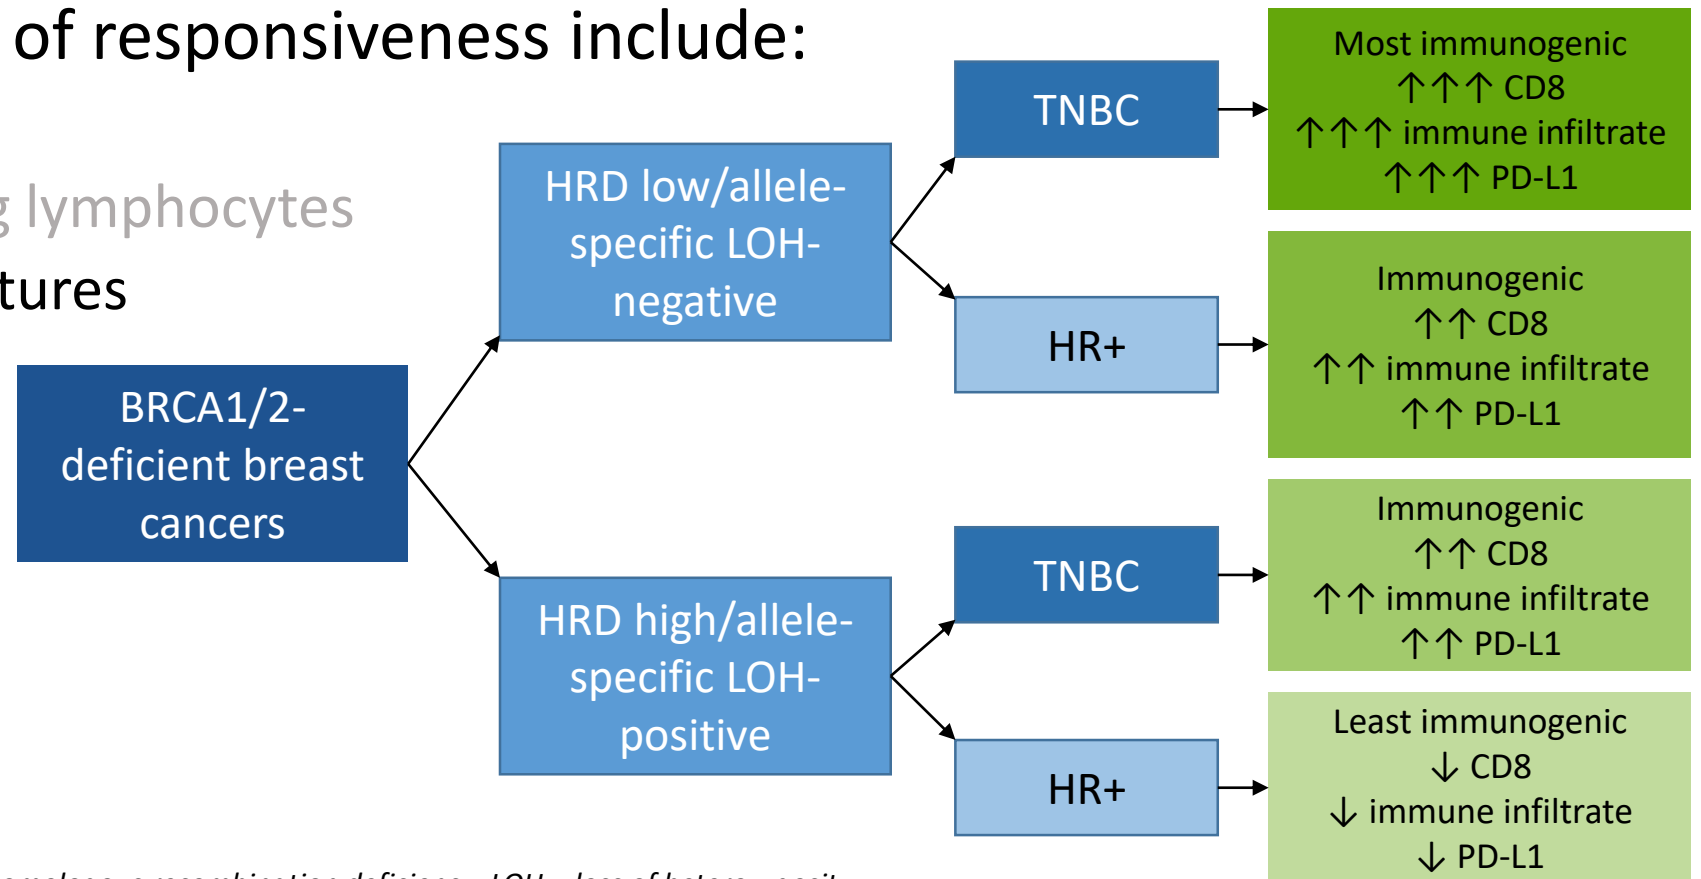 of responsiveness include:
lymphocytes
BRCA1/2-
deficient breast
cancers
HRD low/allele-
specific LOH-
negative
HRD high/allele-
specific LOH-
positive
TNBC
HR+
TNBC
HR+
Most immunogenic
↑↑↑ CD8
↑↑↑ immune infiltrate
↑↑↑ PD-L1
Immunogenic
↑↑ CD8
↑↑ immune infiltrate
↑↑ PD-L1
Immunogenic
↑↑ CD8
↑↑ immune infiltrate
↑↑ PD-L1
Least immunogenic
↓ CD8
↓ immune infiltrate
↓ PD-L1